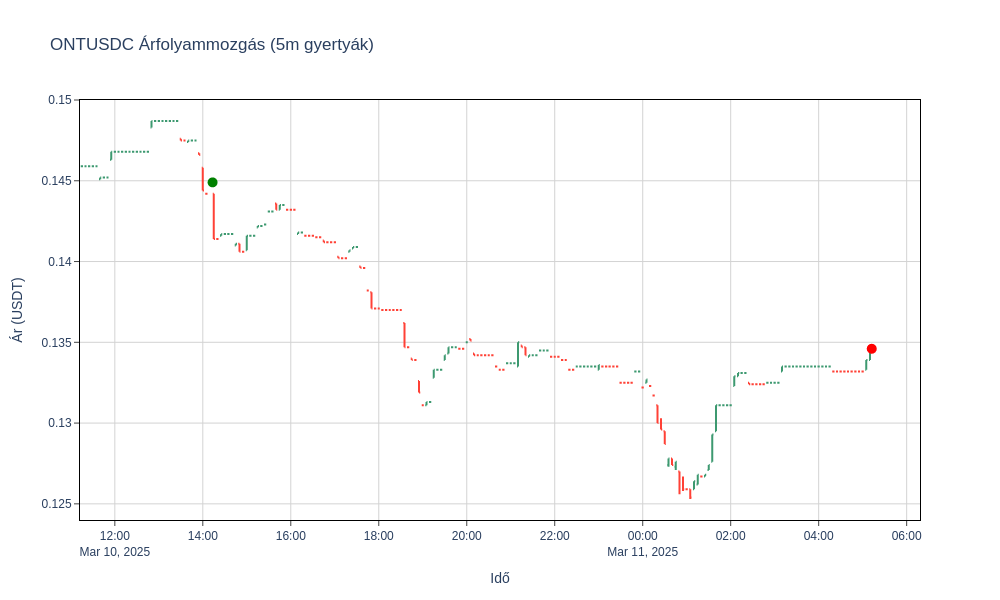 ONTUSDC Árfolyammozgás (5m gyertyák)
Ár (USDT)
0.15
0.145
0.14
0.135
0.13
0.125
12:00 14:00 16:00 18:00 20:00 22:00 00:00 02:00 04:00 06:00
Mar 10, 2025 Mar 11, 2025
Idő